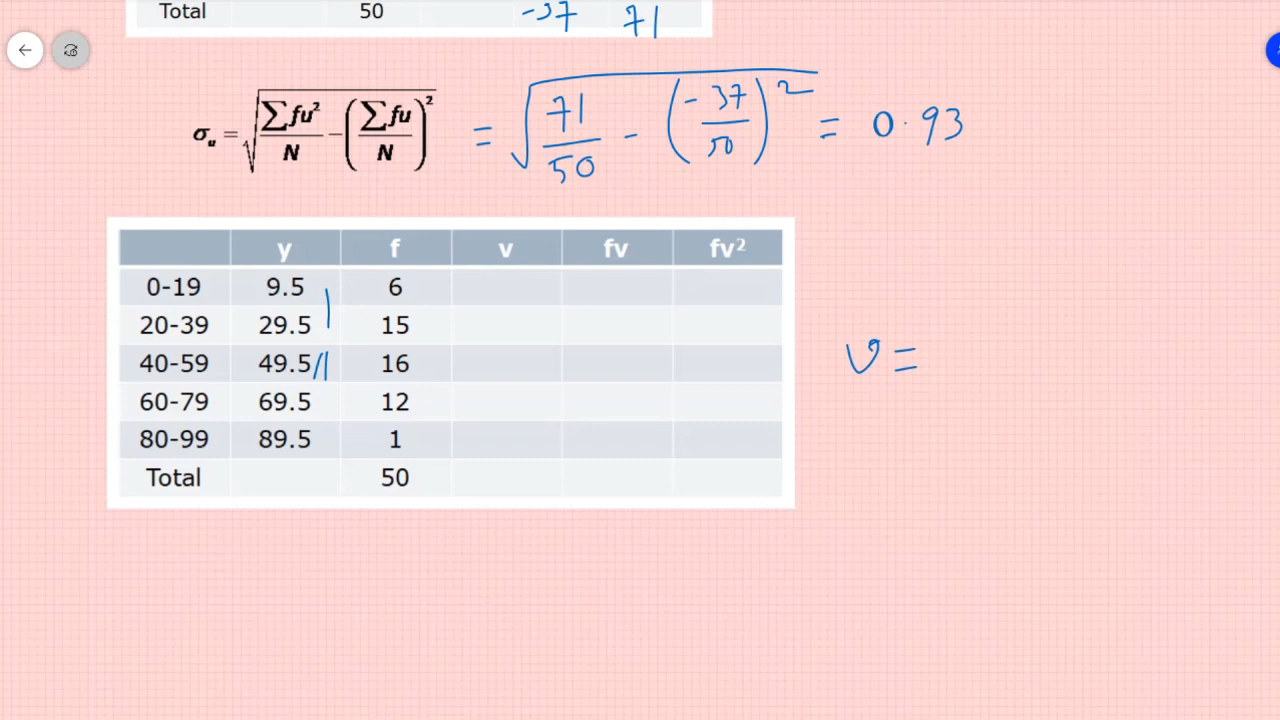 Total 50 -37 71
σu = √(∑fu²/N − (∑fu/N)²) = √(71/50 − (-37/50)²) = 0.93
y f v fv fv²
0-19 9.5 6
20-39 29.5 15
40-59 49.5 16
60-79 69.5 12
80-99 89.5 1
Total 50
v =